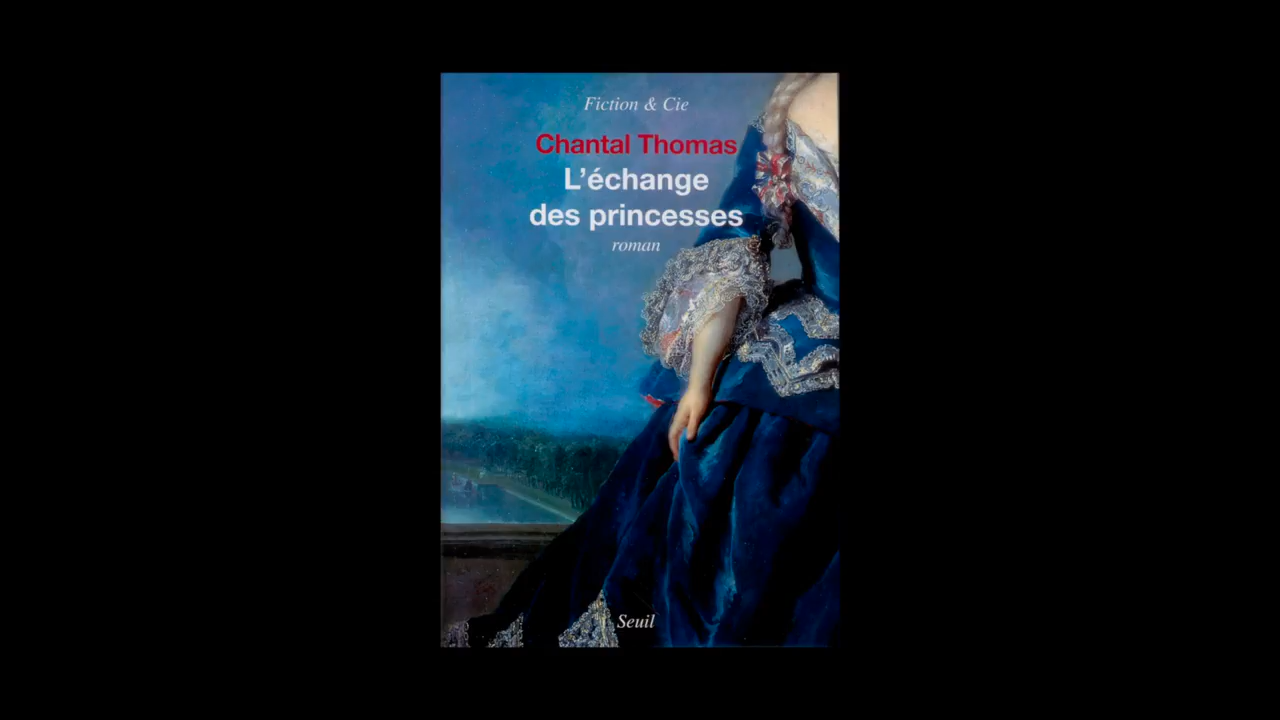 Fiction & Cie
Chantal Thomas
L'échange
des princesses
roman
Seuil